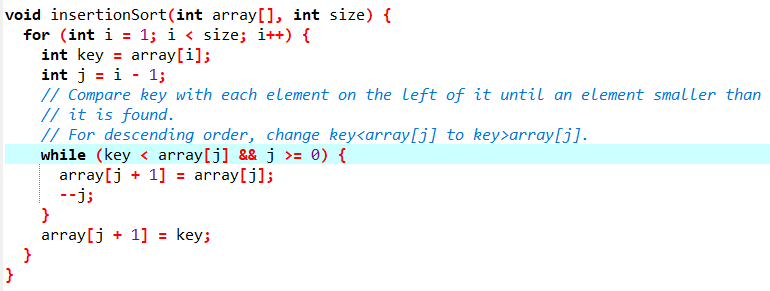 void insertionSort(int array[], int size) {
  for (int i = 1; i < size; i++) {
    int key = array[i];
    int j = i - 1;
    // Compare key with each element on the left of it until an element smaller than
    // it is found.
    // For descending order, change key<array[j] to key>array[j].
    while (key < array[j] && j >= 0) {
      array[j + 1] = array[j];
      --j;
    }
    array[j + 1] = key;
  }
}